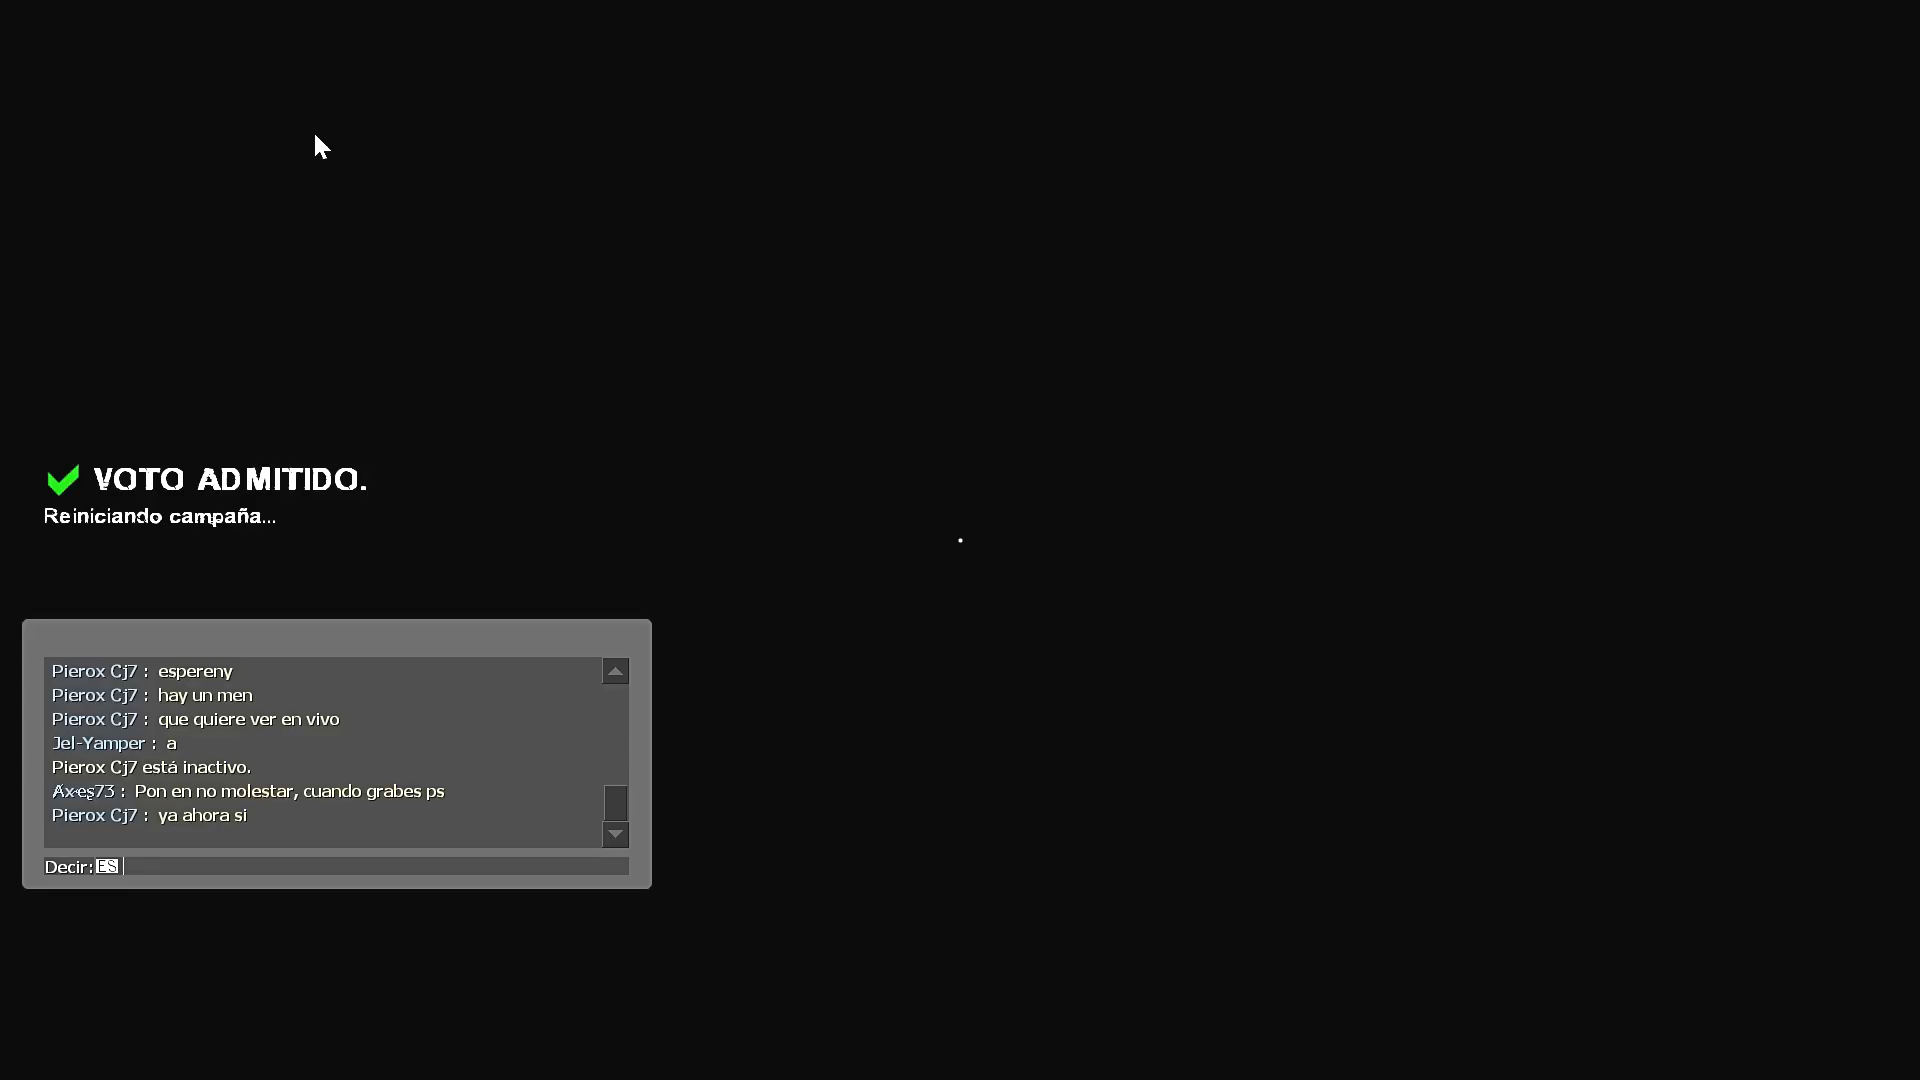 VOTO ADMITIDO.
Reiniciando campaña...
Pierox Cj7 : espereny
Pierox Cj7 : hay un men
Pierox Cj7 : que quiere ver en vivo
Jel-Yamper : a
Pierox Cj7 está inactivo.
Axes73 : Pon en no molestar, cuando grabes ps
Pierox Cj7 : ya ahora si
Decir: ES